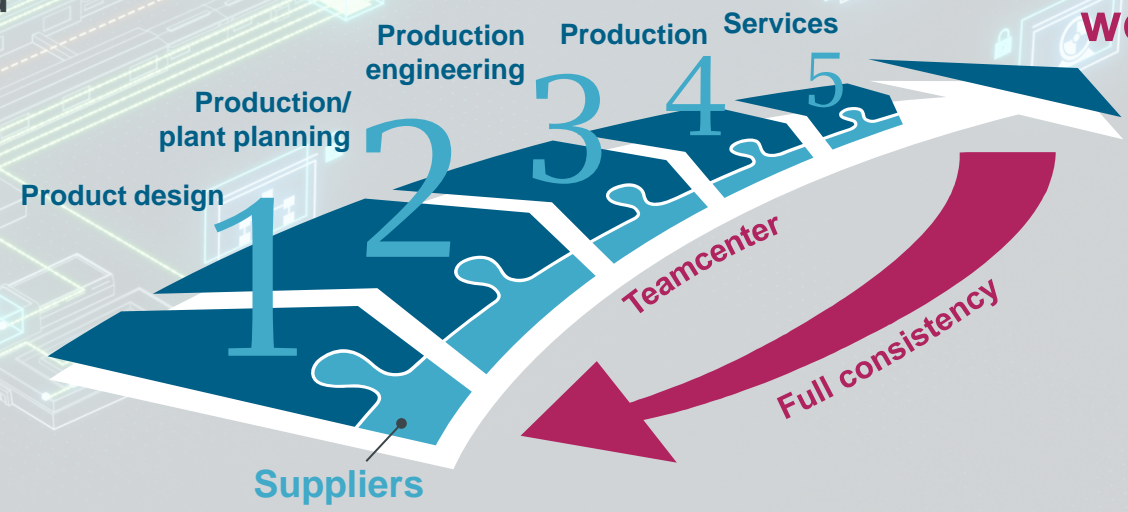 Production
engineering
Production
Services
Production/
plant planning
Product design
1
2
3
4
5
Teamcenter
Full consistency
Suppliers